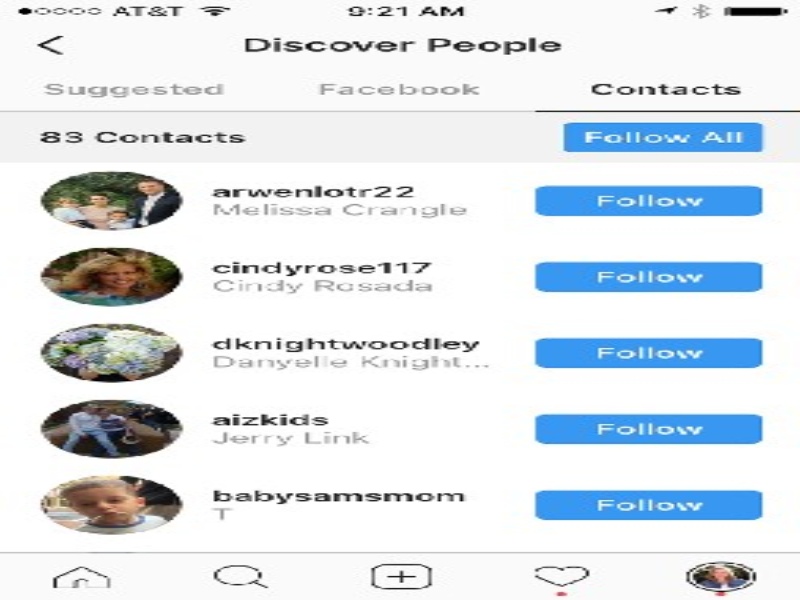 AT&T 9:21 AM
Discover People
Suggested Facebook Contacts
83 Contacts Follow All
arwenlotr22 Follow
Melissa Crangle
cindyrose117 Follow
Cindy Rosada
dknightwoodley Follow
Danyelle Knight...
aizkids Follow
Jerry Link
babysamsmom Follow
T